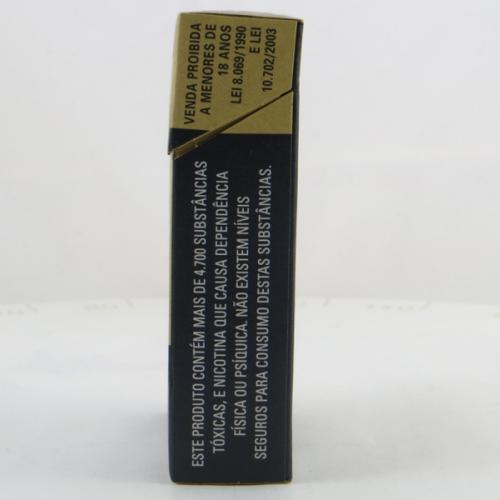 VENDA PROIBIDA
A MENORES DE
18 ANOS
LEI 8.069/1990
E LEI
10.702/2003
ESTE PRODUTO CONTÉM MAIS DE 4.700 SUBSTÂNCIAS
TÓXICAS, E NICOTINA QUE CAUSA DEPENDÊNCIA
FÍSICA OU PSÍQUICA. NÃO EXISTEM NÍVEIS
SEGUROS PARA CONSUMO DESTAS SUBSTÂNCIAS.